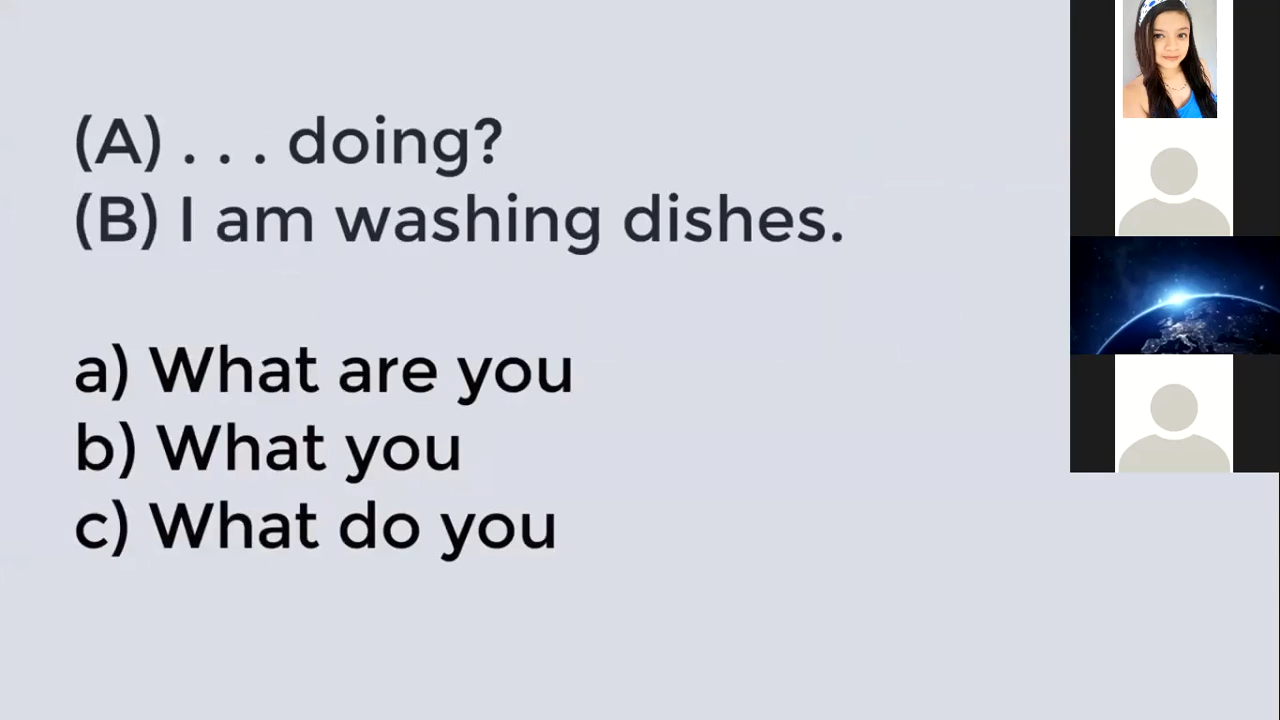 (A) . . . doing?
(B) I am washing dishes.
a) What are you
b) What you
c) What do you